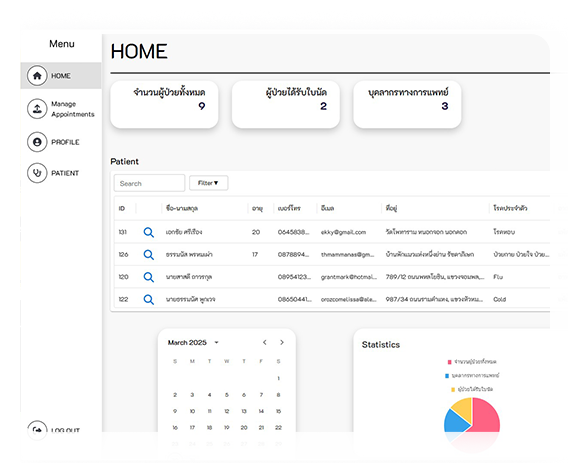 Menu
HOME
HOME
Manage
Appointments
PROFILE
PATIENT
LOG OUT
จำนวนผู้ป่วยทั้งหมด
9
ผู้ป่วยได้รับใบนัด
2
บุคลากรทางการแพทย์
3
Patient
Search
Filter▼
ID ชื่อ-นามสกุล อายุ เบอร์โทร อีเมล ที่อยู่ โรคประจำตัว
131 เอกชัย ศรีเรือง 20 0645838... ekky@gmail.com วัดโพทาราม หนอกจอก นอกดอก โรคหอบ
126 ธรรมนัส พรหมเผ่า 17 0878894... thmammanas@gm... บ้านพักแนวแห่งหนึ่งย่าน รัชดาภิเษก ป่วยกาย ป่วยใจ ป่วย...
120 นายสาสดี ถาวรกุล 08954123... grantmark@hotmai... 789/12 ถนนพหลโยธิน, แขวงจอมพล,... Flu
122 นายธรรมนัส พูกเวจ 08650441... orozcomelissa@ale... 987/34 ถนนรามคำแหง, แขวงหัวหม... Cold
March 2025
S M T W T F S
1
2 3 4 5 6 7 8
9 10 11 12 13 14 15
16 17 18 19 20 21 22
Statistics
จำนวนผู้ป่วยทั้งหมด
บุคลากรทางการแพทย์
ผู้ป่วยได้รับใบนัด